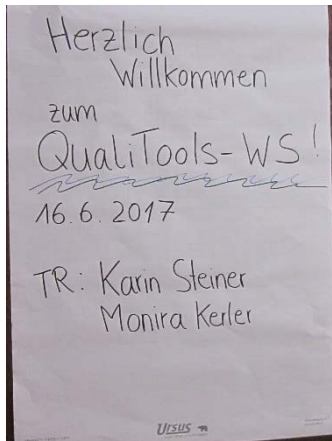 Herzlich
Willkommen
zum
QualiTools-WS!
16.6.2017
TR: Karin Steiner
Monira Kerler
Ursus